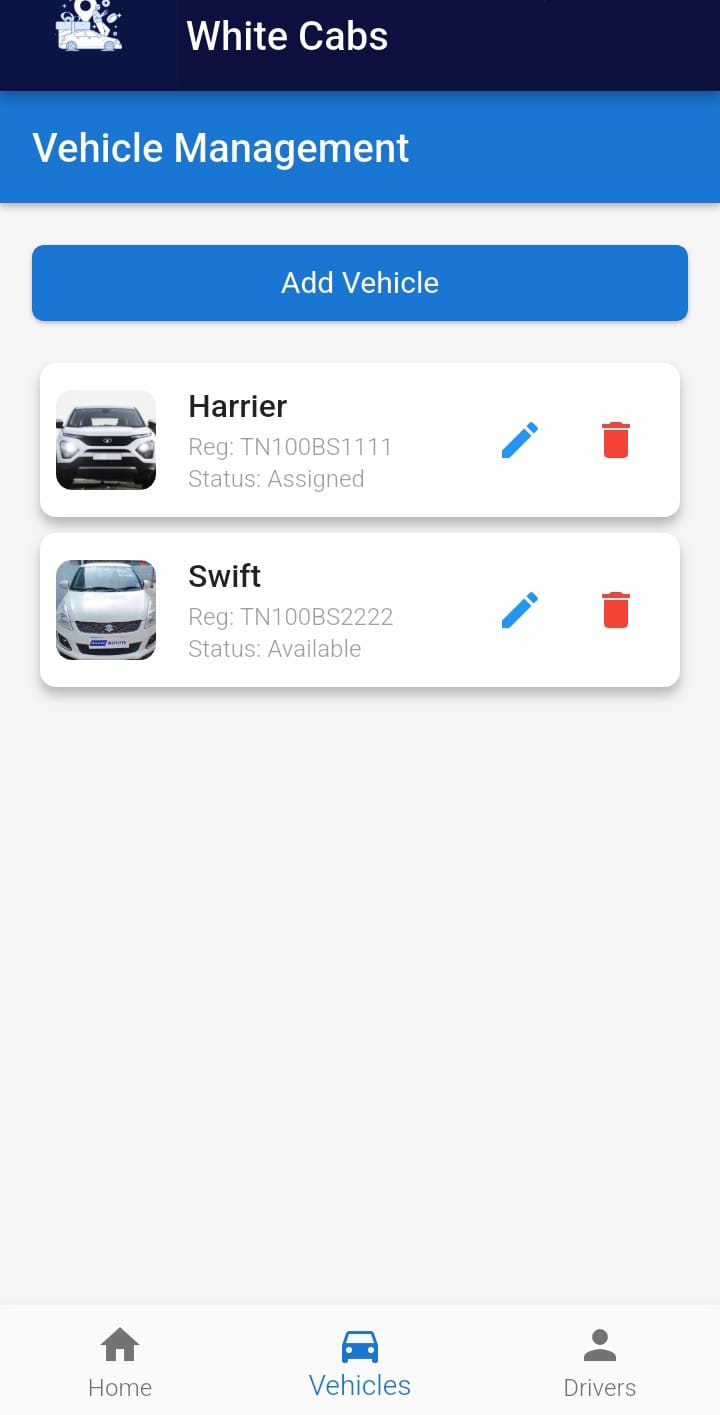 White Cabs
Vehicle Management
Add Vehicle
Harrier
Reg: TN100BS1111
Status: Assigned
Swift
Reg: TN100BS2222
Status: Available
Home
Vehicles
Drivers